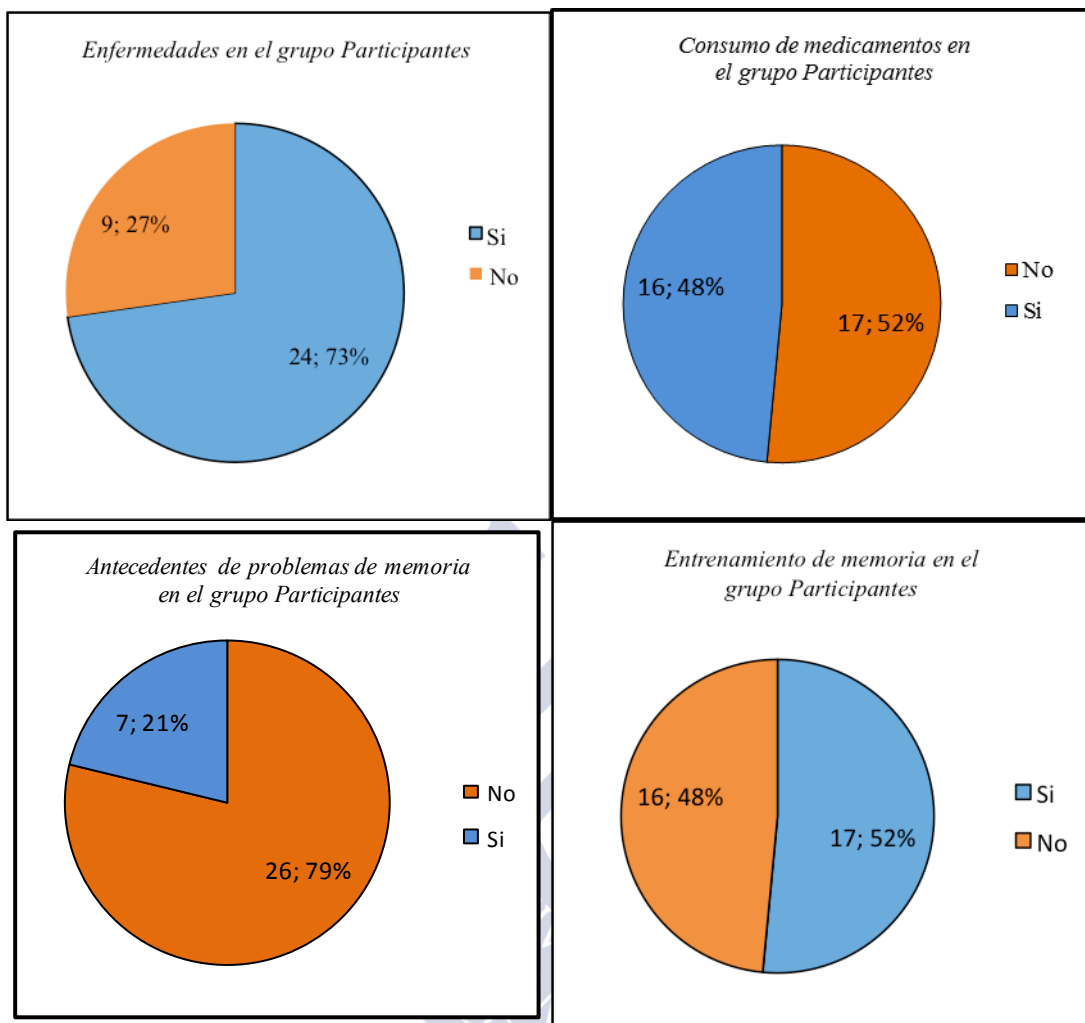 Enfermedades en el grupo Participantes
9; 27%
24; 73%
Si
No
Consumo de medicamentos en
el grupo Participantes
16; 48%
17; 52%
No
Si
Antecedentes de problemas de memoria
en el grupo Participantes
7; 21%
26; 79%
No
Si
Entrenamiento de memoria en el
grupo Participantes
16; 48%
17; 52%
Si
No